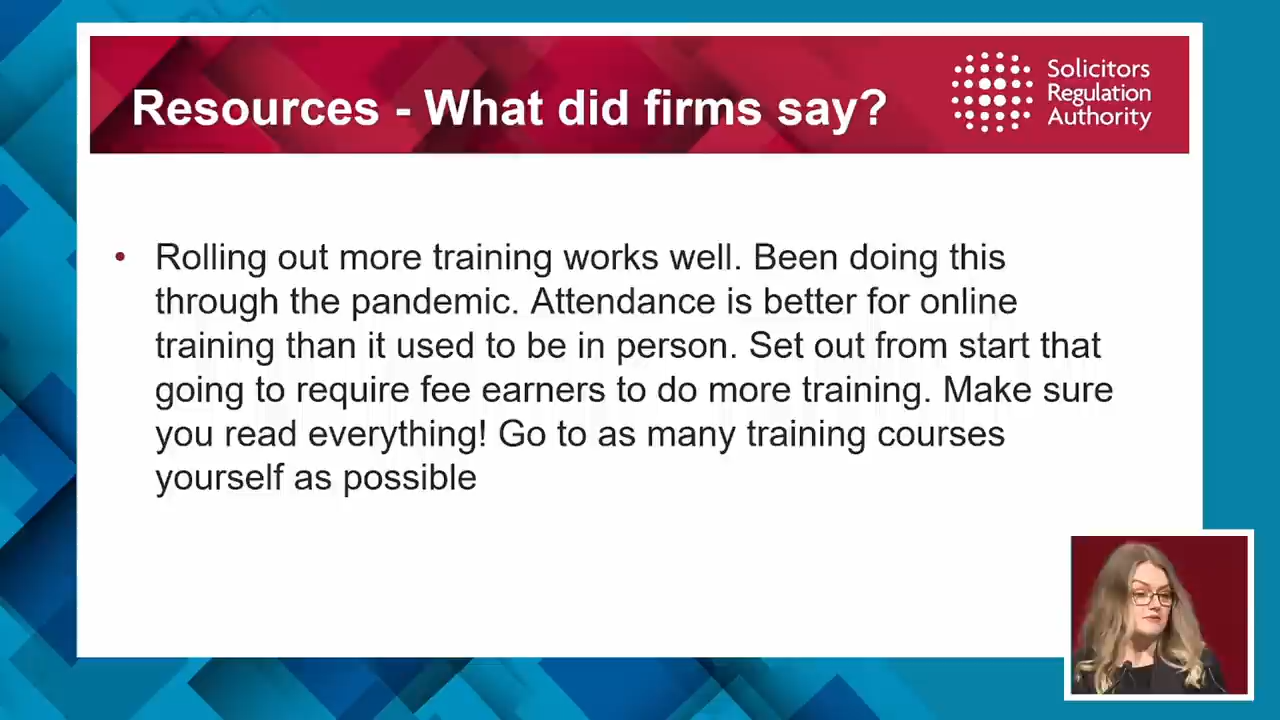 Resources - What did firms say?
Solicitors
Regulation
Authority
• Rolling out more training works well. Been doing this
through the pandemic. Attendance is better for online
training than it used to be in person. Set out from start that
going to require fee earners to do more training. Make sure
you read everything! Go to as many training courses
yourself as possible